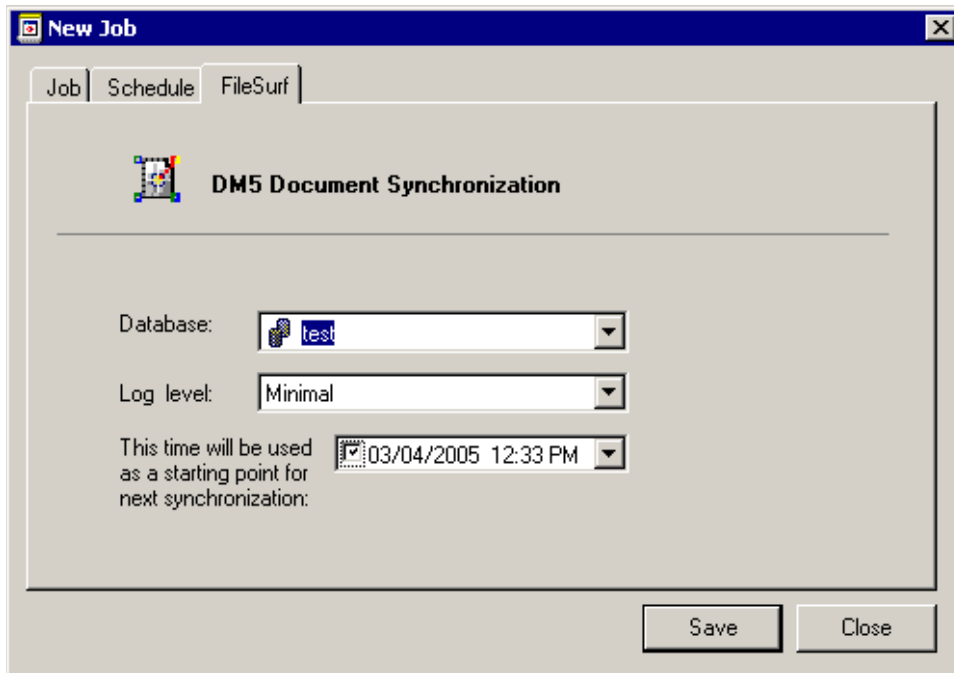 New Job
Job Schedule FileSurf
DM5 Document Synchronization
Database: test
Log level: Minimal
This time will be used
as a starting point for
next synchronization:
03/04/2005 12:33 PM
Save Close